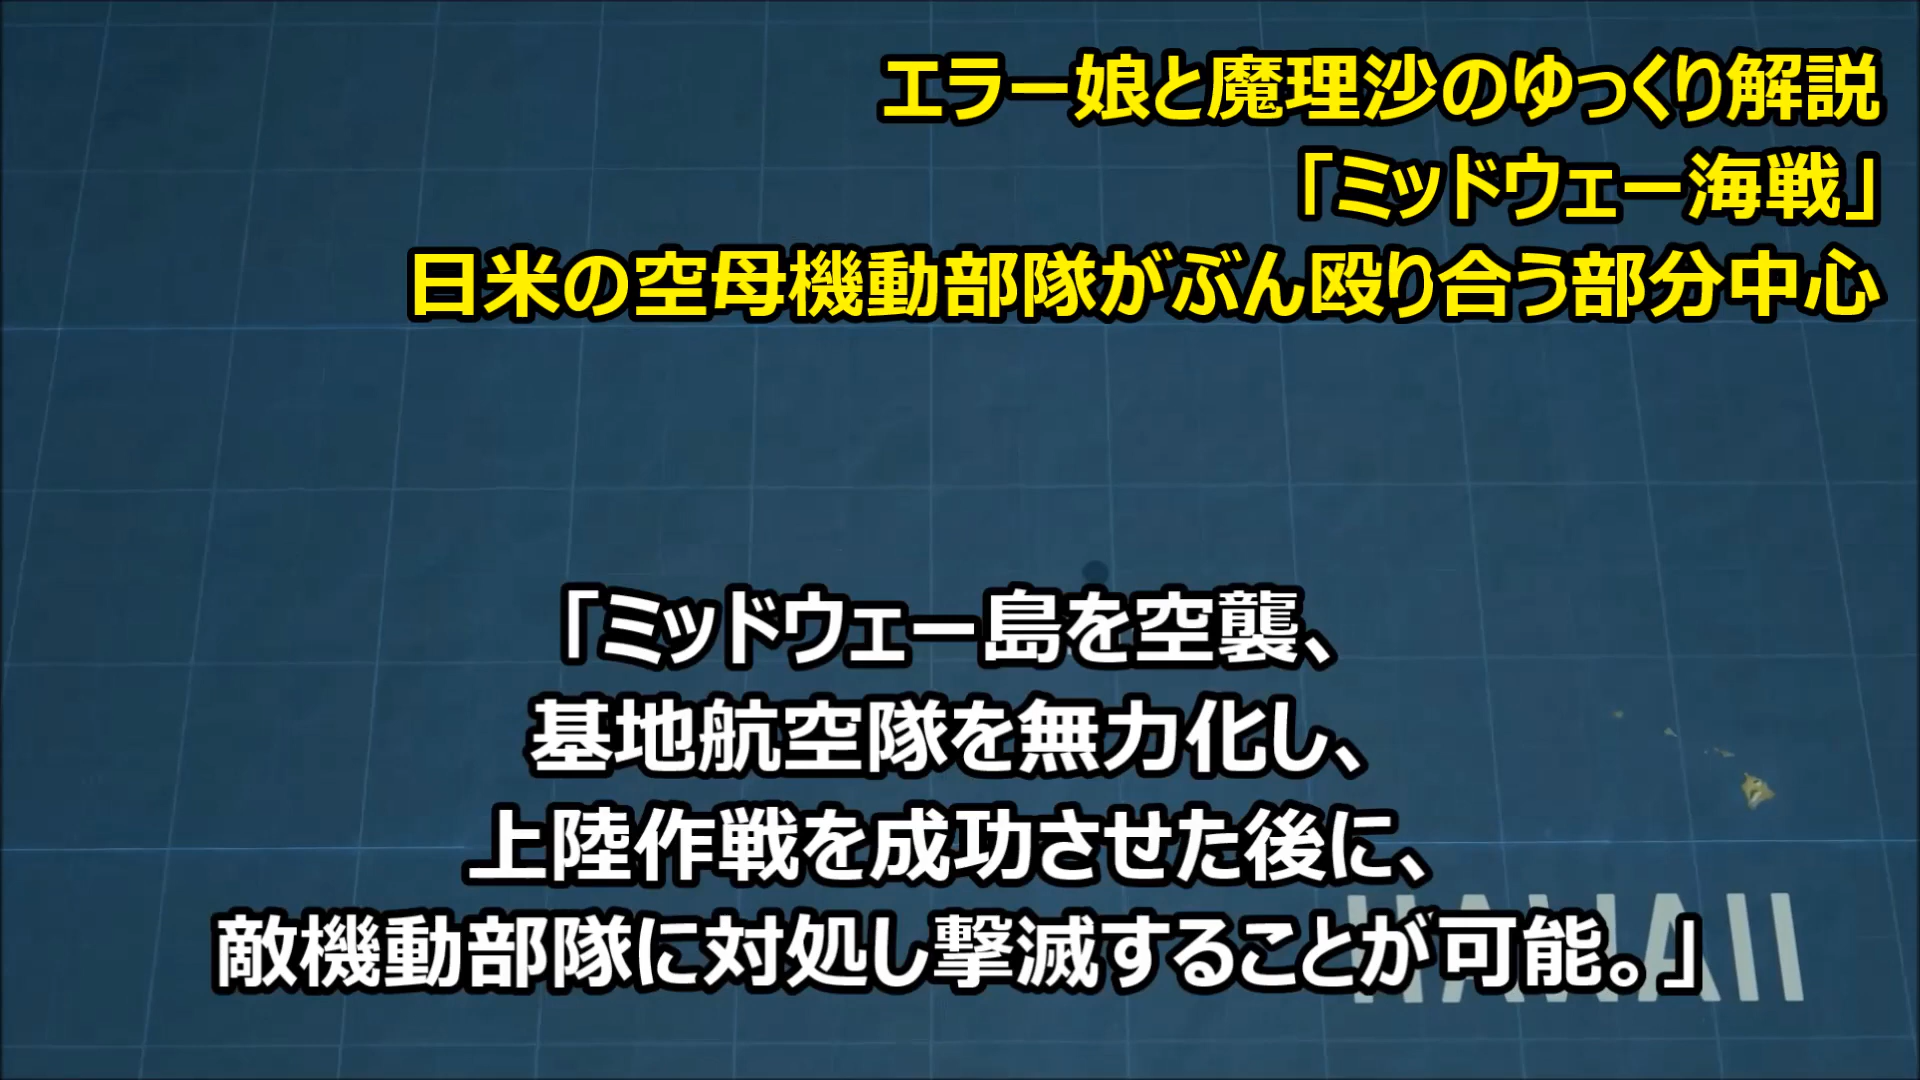 エラー娘と魔理沙のゆっくり解説
「ミッドウェー海戦」
日米の空母機動部隊がぶん殴り合う部分中心
「ミッドウェー島を空襲、
基地航空隊を無力化し、
上陸作戦を成功させた後に、
敵機動部隊に対処し撃滅することが可能。」
HAWAII